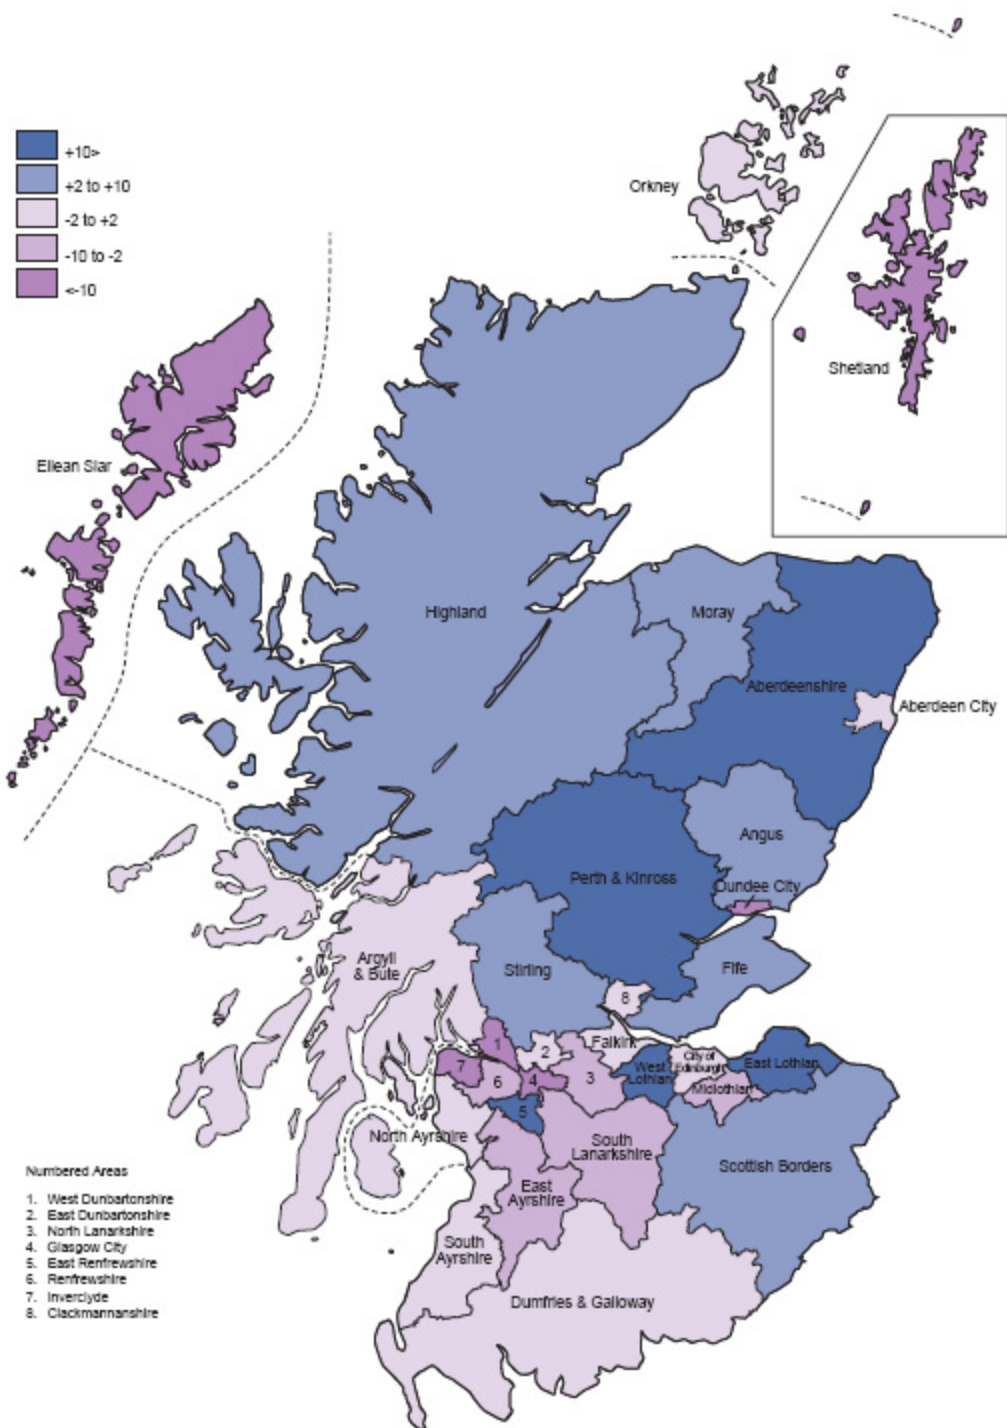 +10>
+2 to +10
-2 to +2
-10 to -2
<-10
Orkney
Shetland
Eilean Siar
Highland
Moray
Aberdeenshire
Aberdeen City
Angus
Perth & Kinross
Dundee City
Argyll
& Bute
Stirling
Fife
8
1
2
Falkirk
City of
Edinburgh
East Lothian
West
Lothian
7
6
4
3
Midlothian
5
North Ayrshire
South
Lanarkshire
Scottish Borders
East
Ayrshire
South
Ayrshire
Dumfries & Galloway
Numbered Areas
1. West Dunbartonshire
2. East Dunbartonshire
3. North Lanarkshire
4. Glasgow City
5. East Renfrewshire
6. Renfrewshire
7. Inverclyde
8. Clackmannanshire